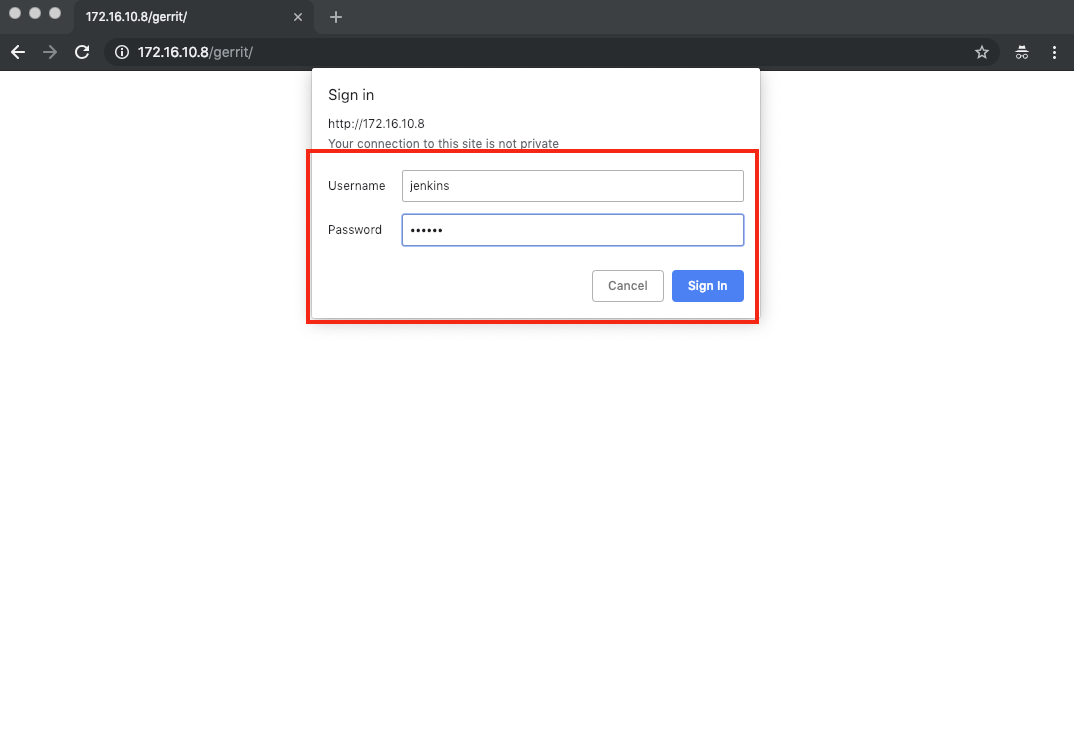 172.16.10.8/gerrit/
172.16.10.8/gerrit/
Sign in
http://172.16.10.8
Your connection to this site is not private
Username jenkins
Password ••••••
Cancel Sign In